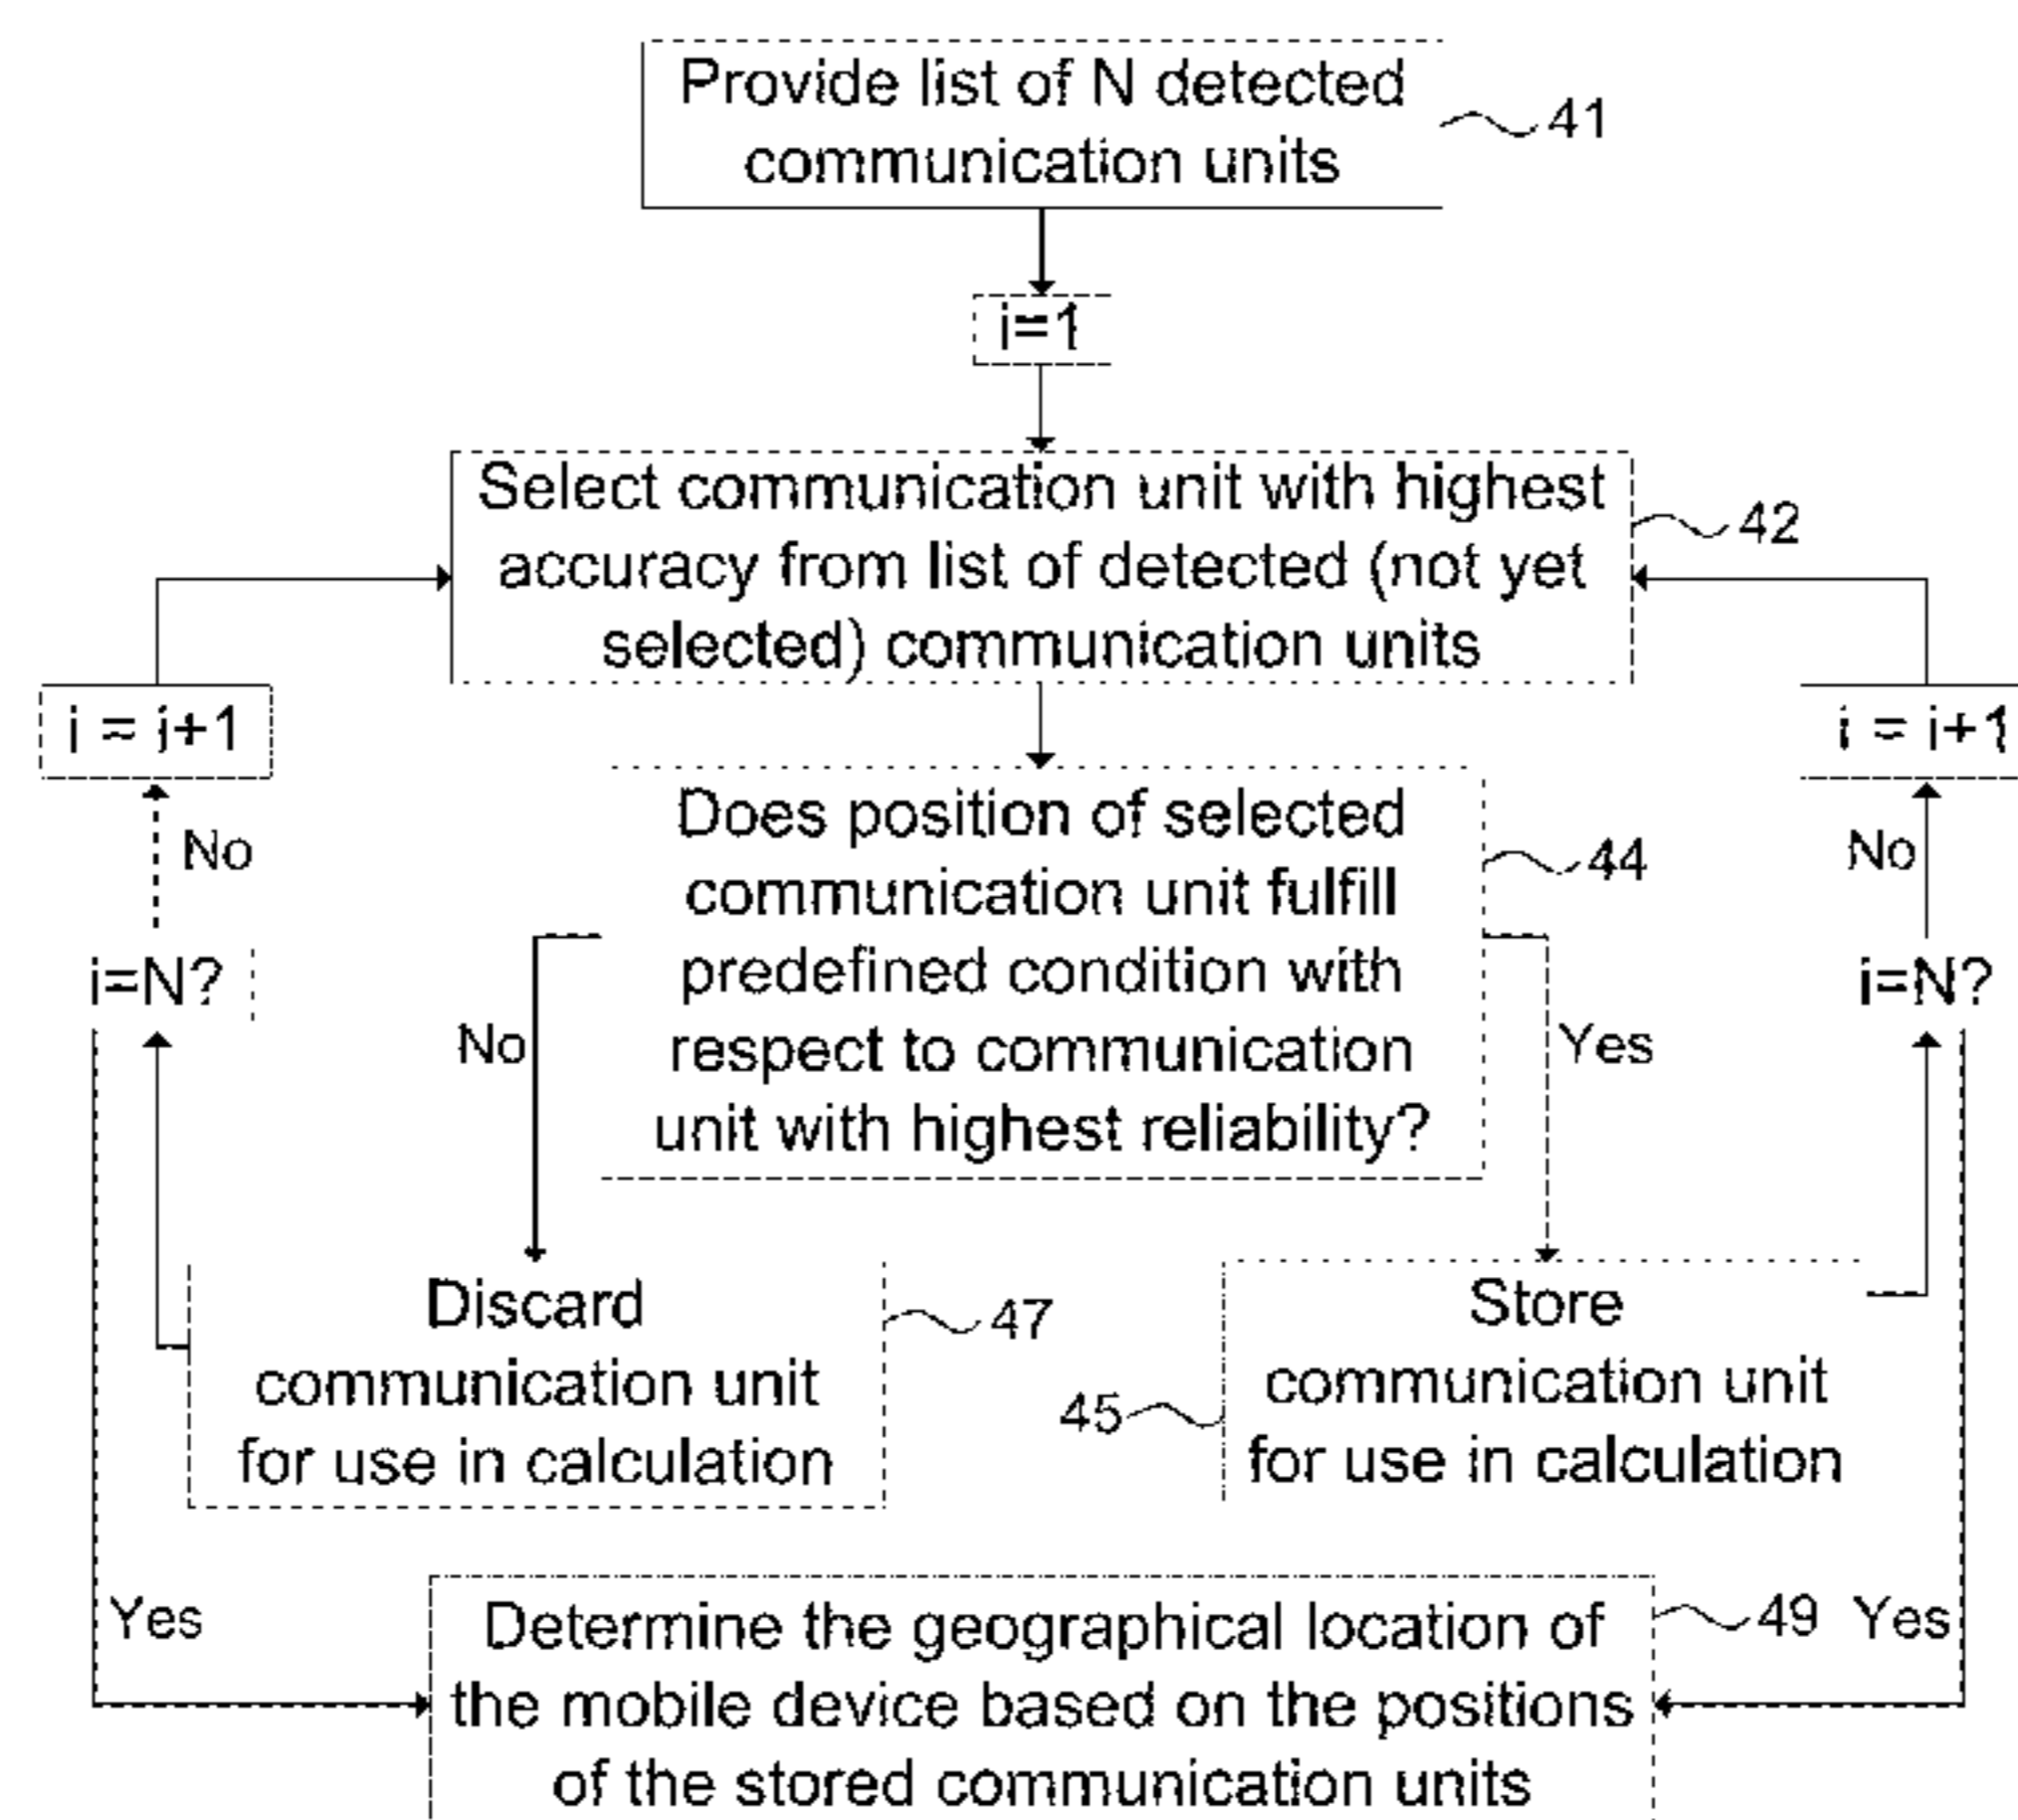 Provide list of N detected
communication units
41
i=1
Select communication unit with highest
accuracy from list of detected (not yet
selected) communication units
42
i = i+1
i = i+1
Does position of selected
communication unit fulfill
predefined condition with
respect to communication
unit with highest reliability?
44
No
No
i=N?
i=N?
No
Yes
Discard
communication unit
for use in calculation
47
Store
communication unit
for use in calculation
45
Yes
Determine the geographical location of
the mobile device based on the positions
of the stored communication units
49
Yes